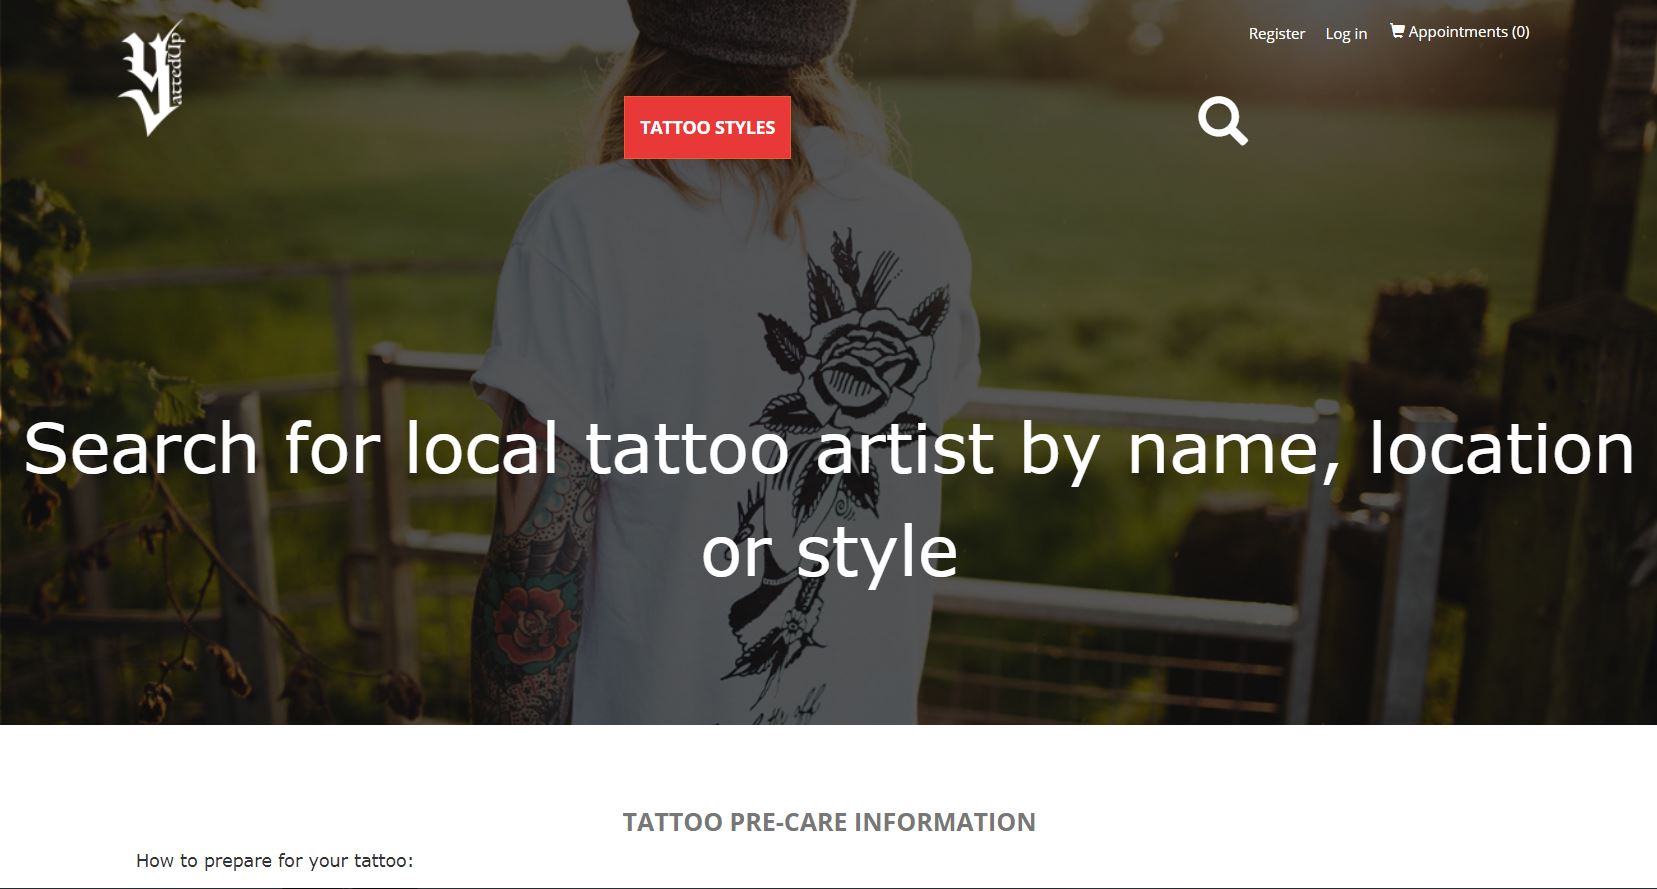 Register Log in Appointments (0)
TATTOO STYLES
Search for local tattoo artist by name, location
or style
TATTOO PRE-CARE INFORMATION
How to prepare for your tattoo: